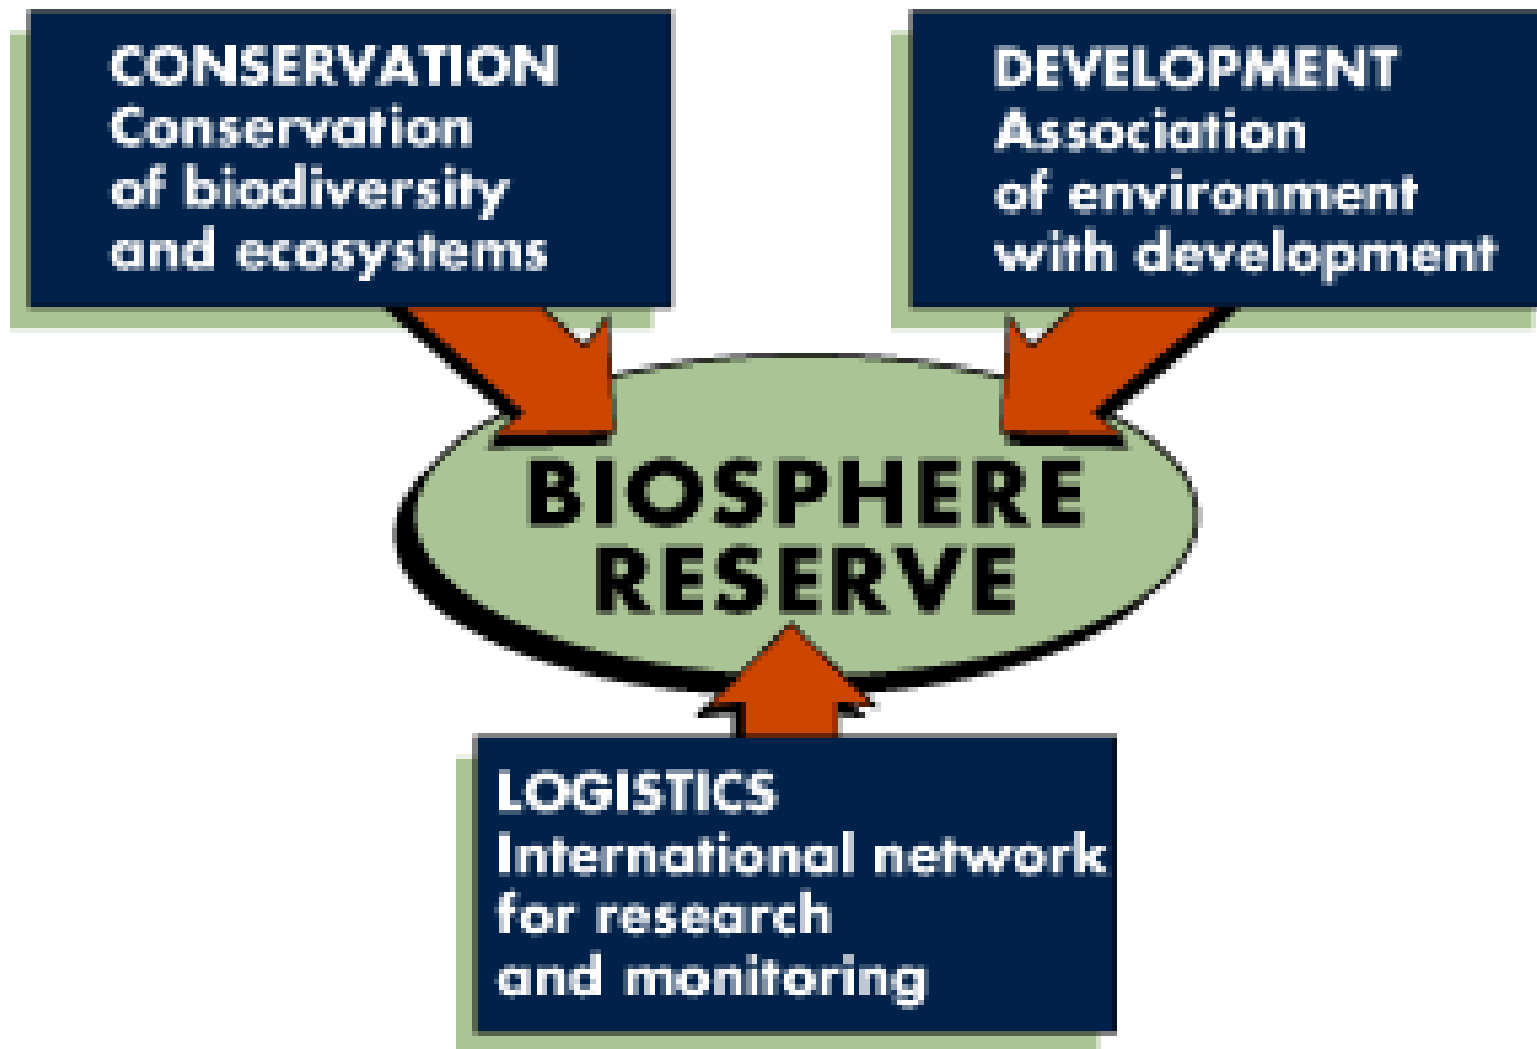 CONSERVATION
Conservation
of biodiversity
and ecosystems
DEVELOPMENT
Association
of environment
with development
BIOSPHERE
RESERVE
LOGISTICS
International network
for research
and monitoring